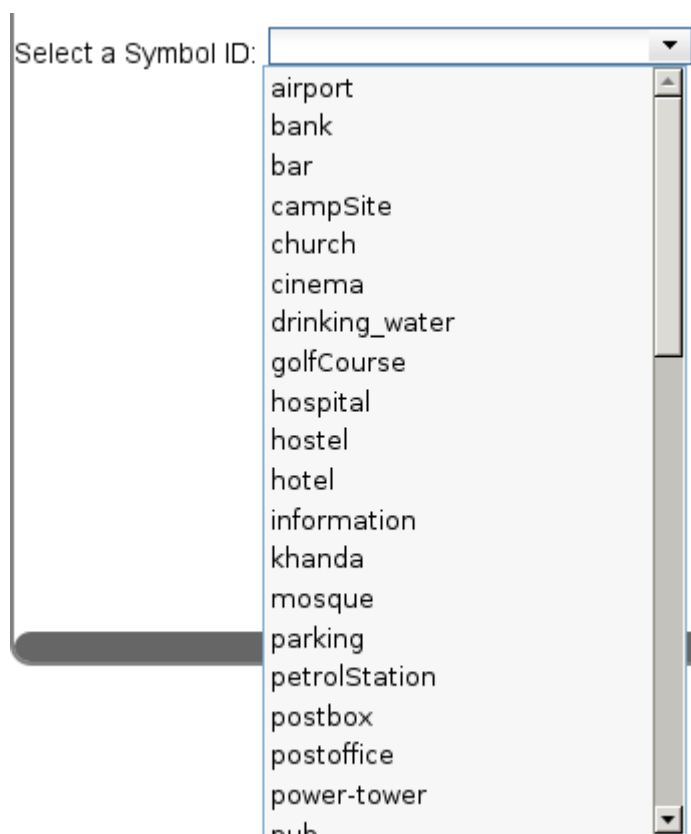 Select a Symbol ID:
airport
bank
bar
campSite
church
cinema
drinking_water
golfCourse
hospital
hostel
hotel
information
khanda
mosque
parking
petrolStation
postbox
postoffice
power-tower
pub